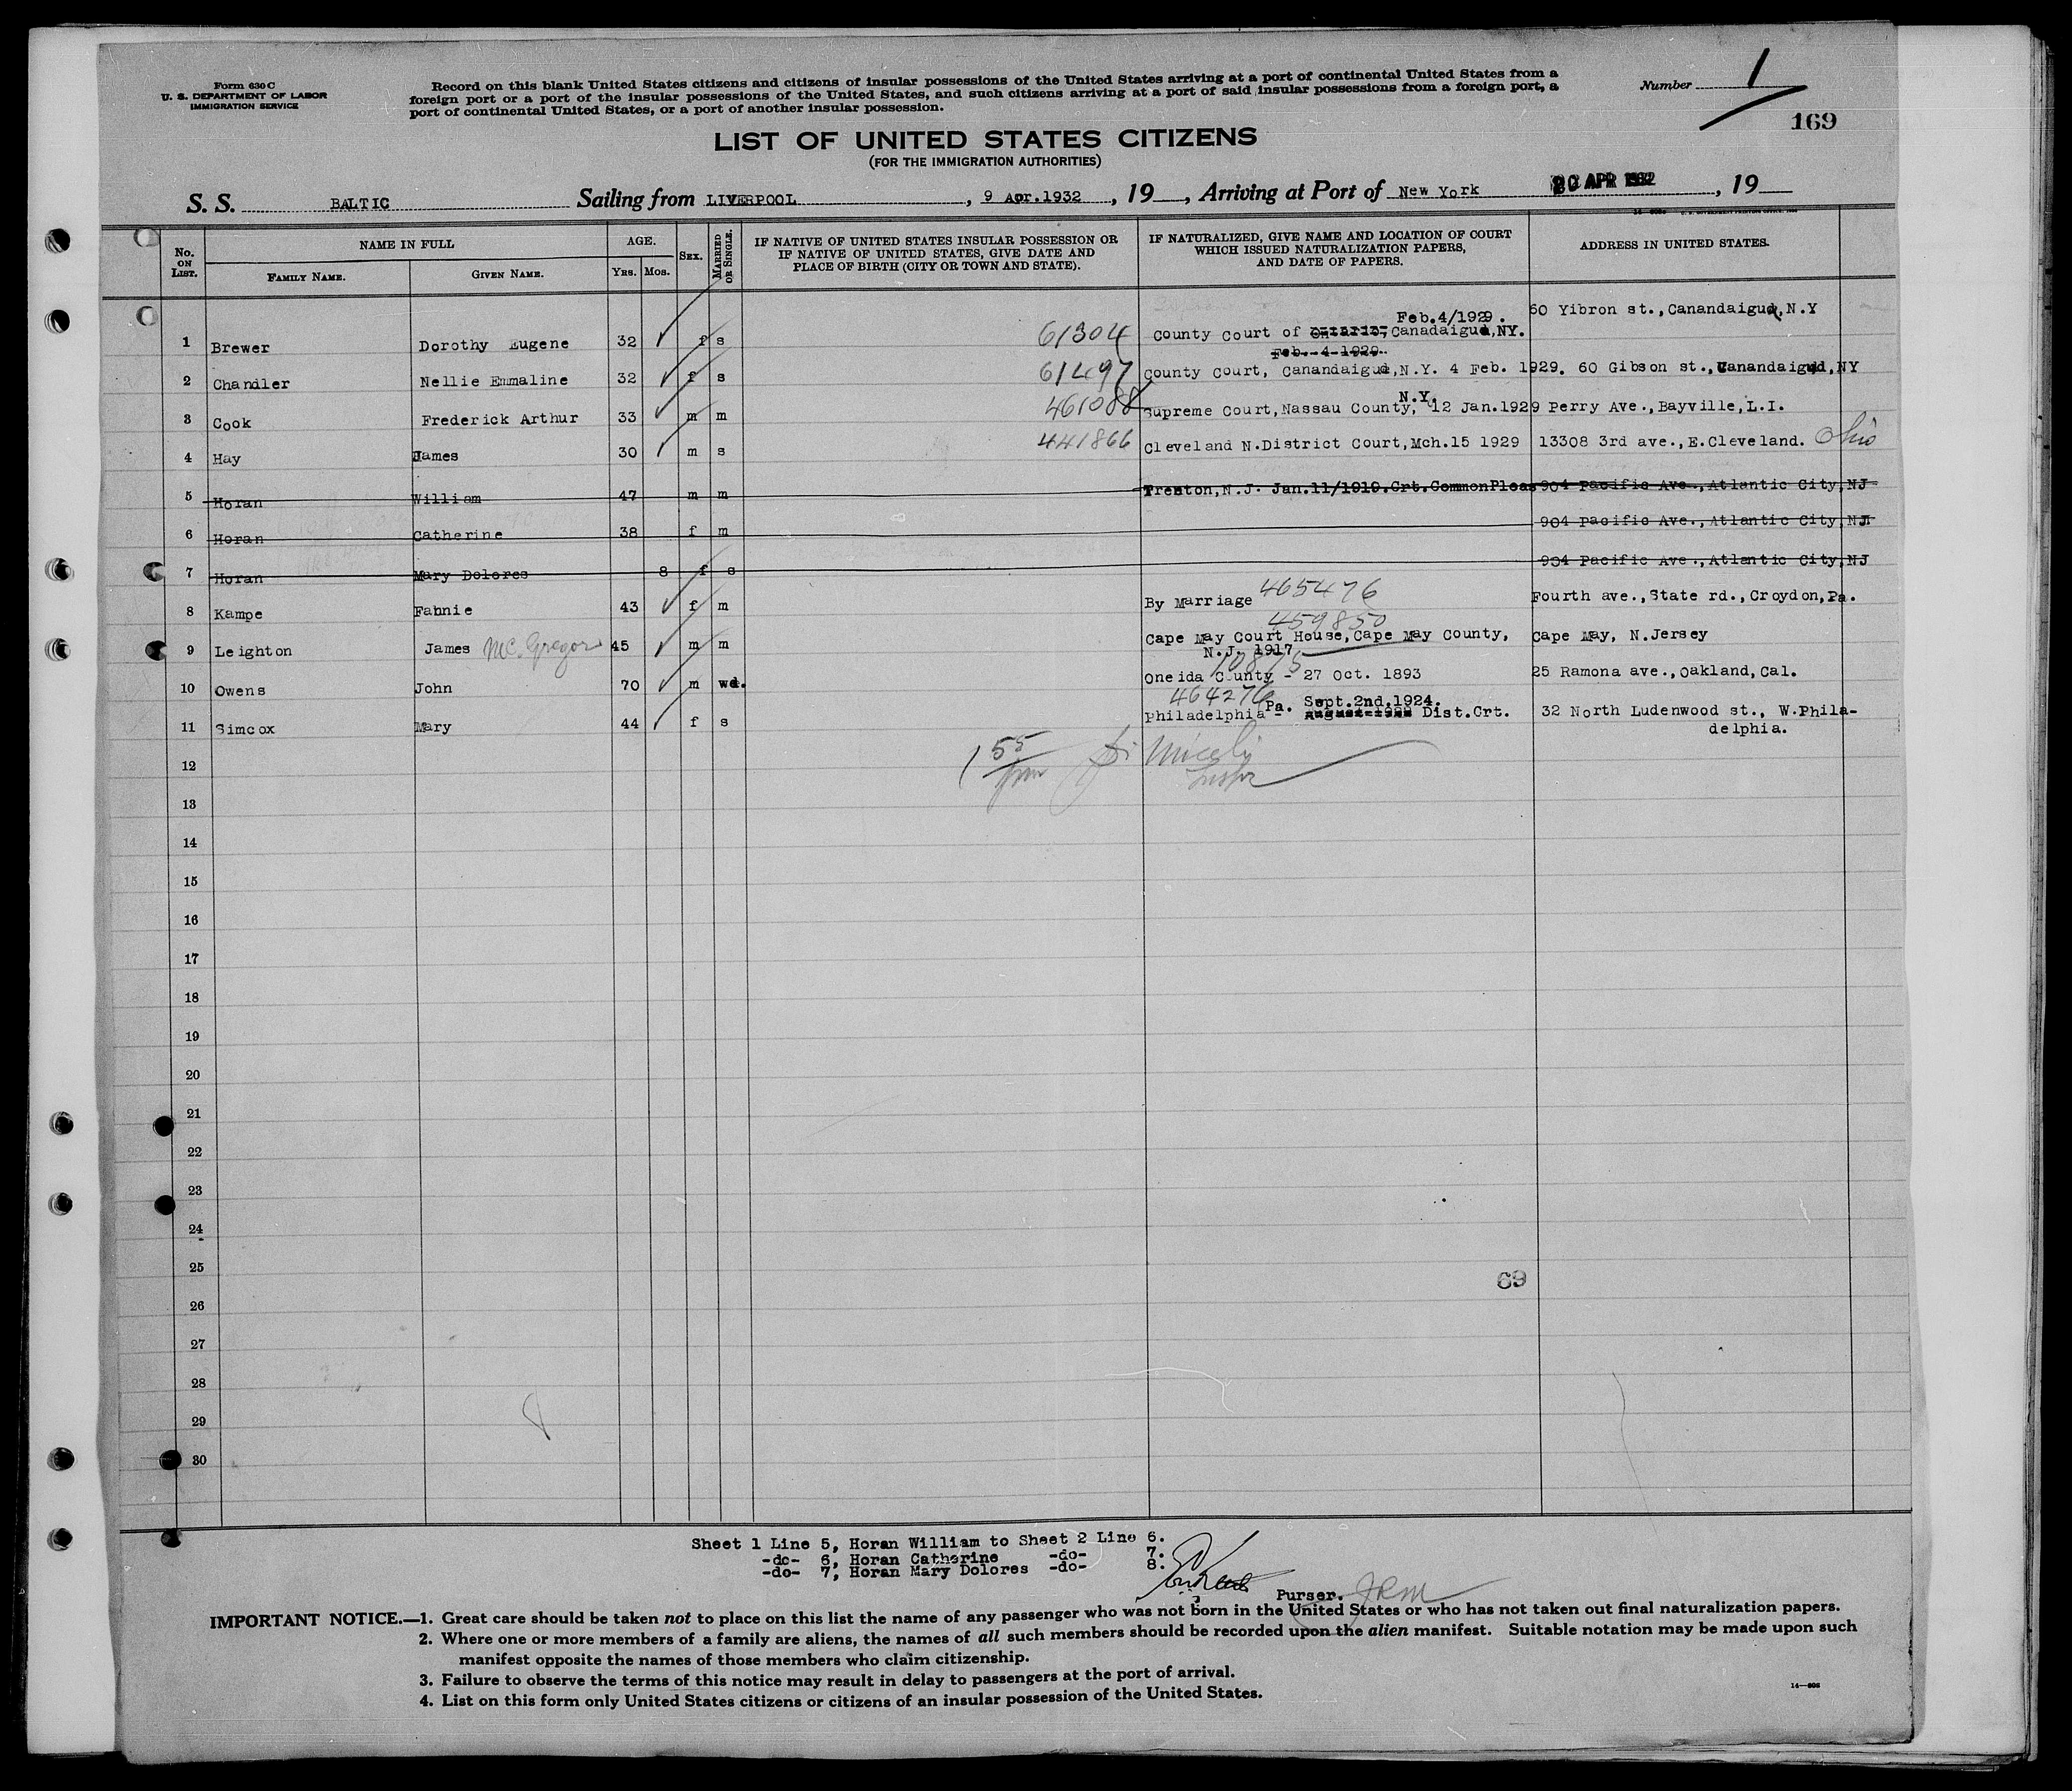 Form 630 C
U. S. DEPARTMENT OF LABOR
IMMIGRATION SERVICE
Record on this blank United States citizens and citizens of insular possessions of the United States arriving at a port of continental United States from a
foreign port or a port of the insular possessions of the United States, and such citizens arriving at a port of said insular possessions from a foreign port, a
port of continental United States, or a port of another insular possession.
Number 1
169
LIST OF UNITED STATES CITIZENS
(FOR THE IMMIGRATION AUTHORITIES)
S. S. BALTIC Sailing from LIVERPOOL, 9 Apr.1932, 19 , Arriving at Port of New York 20 APR 1932, 19
No. ON LIST. NAME IN FULL FAMILY NAME. GIVEN NAME. AGE. YRS. MOS. SEX. MARRIED OR SINGLE. IF NATIVE OF UNITED STATES INSULAR POSSESSION OR IF NATIVE OF UNITED STATES, GIVE DATE AND PLACE OF BIRTH (CITY OR TOWN AND STATE). IF NATURALIZED, GIVE NAME AND LOCATION OF COURT WHICH ISSUED NATURALIZATION PAPERS, AND DATE OF PAPERS. ADDRESS IN UNITED STATES.
Feb.4/1929. 60 Yibron st.,Canandaigua,N.Y
1 Brewer Dorothy Eugene 32 f s 61304 County Court of Ontario, Canadaigua,NY.
Feb. 4 1929.
2 Chandler Nellie Emmaline 32 f s 61497 County Court, Canandaigua,N.Y. 4 Feb. 1929. 60 Gibson st.,Canandaigua,NY
N.Y.
3 Cook Frederick Arthur 33 m m 461088 Supreme Court,Nassau County, 12 Jan.1929 Perry Ave.,Bayville,L.I.
4 Hay James 30 m s 441866 Cleveland N.District Court,Mch.15 1929 13308 3rd ave.,E.Cleveland. Ohio
5 Horan William 47 m m Trenton,N.J. Jan.11/1919.Crt.CommonPleas 904 Pacific Ave.,Atlantic City,NJ
6 Horan Catherine 38 f m 904 Pacific Ave.,Atlantic City,NJ
7 Horan Mary Dolores 8 f s 904 Pacific Ave.,Atlantic City,NJ
8 Kampe Fannie 43 f m By Marriage 465476 Fourth ave.,State rd.,Croydon,Pa.
459850
9 Leighton James McGregor 45 m m Cape May Court House,Cape May County, Cape May, N.Jersey
N.J. 1917
10875
10 Owens John 70 m wd. Oneida County - 27 Oct. 1893 25 Ramona ave.,Oakland,Cal.
464276 Pa. Sept.2nd,1924.
11 Simcox Mary 44 f s Philadelphia - Dist.Crt. 32 North Ludenwood st., W.Phila-
delphia.
12
13
14
15
16
17
18
19
20
21
22
23
24
25
69
26
27
28
29
30
Sheet 1 Line 5, Horan William to Sheet 2 Line 6.
-do- 6, Horan Catherine -do- 7.
-do- 7, Horan Mary Dolores -do- 8.
Purser. JRM
IMPORTANT NOTICE.—1. Great care should be taken not to place on this list the name of any passenger who was not born in the United States or who has not taken out final naturalization papers.
2. Where one or more members of a family are aliens, the names of all such members should be recorded upon the alien manifest. Suitable notation may be made upon such
manifest opposite the names of those members who claim citizenship.
3. Failure to observe the terms of this notice may result in delay to passengers at the port of arrival.
4. List on this form only United States citizens or citizens of an insular possession of the United States.